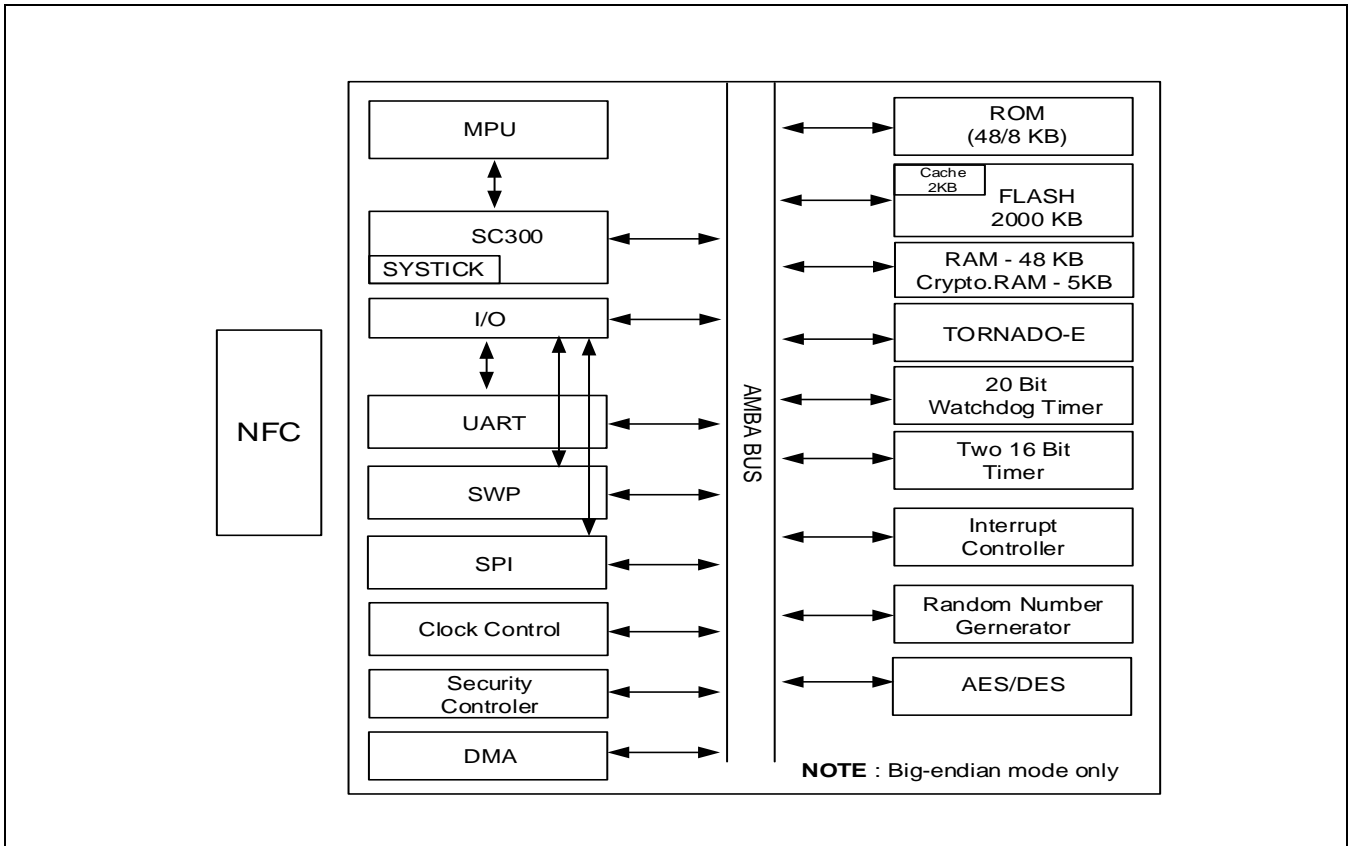 NFC
MPU
SC300
SYSTICK
I/O
UART
SWP
SPI
Clock Control
Security
Controler
DMA
AMBA BUS
ROM
(48/8 KB)
Cache
2KB
FLASH
2000 KB
RAM - 48 KB
Crypto.RAM - 5KB
TORNADO-E
20 Bit
Watchdog Timer
Two 16 Bit
Timer
Interrupt
Controller
Random Number
Gernerator
AES/DES
NOTE : Big-endian mode only